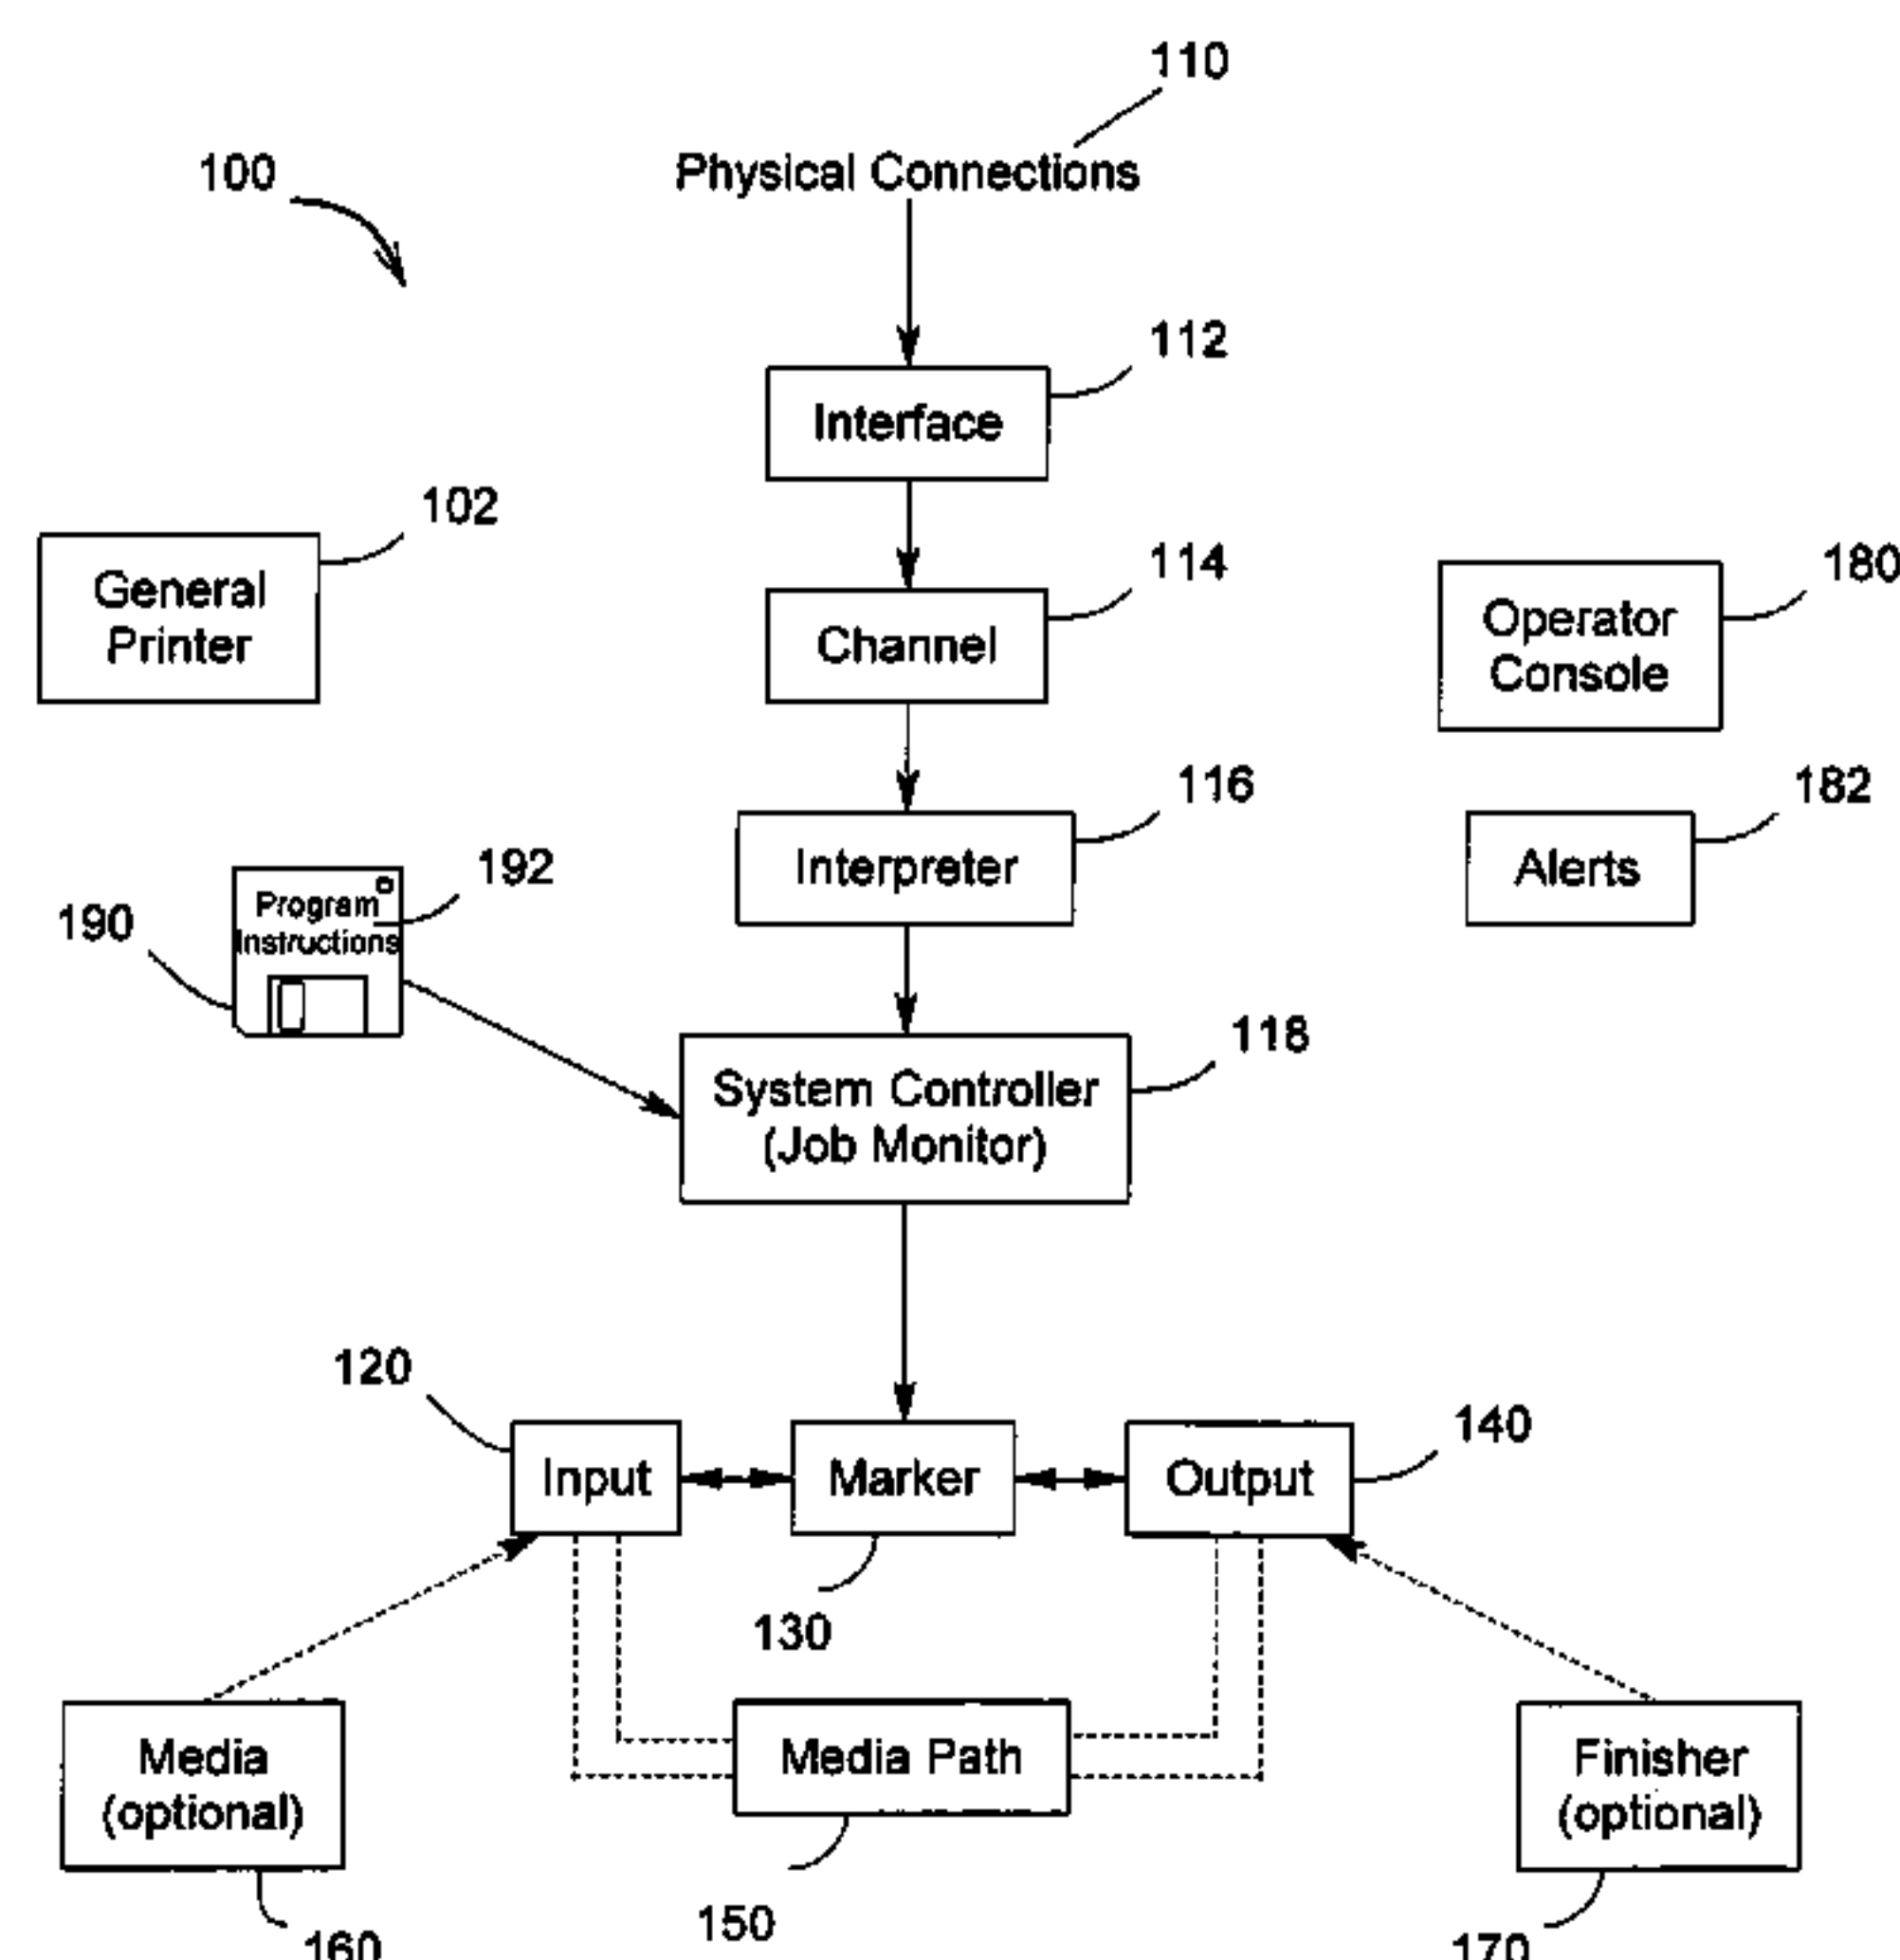 110
100
Physical Connections
112
Interface
102
General
Printer
114
Channel
180
Operator
Console
116
Interpreter
182
Alerts
192
190
Program
Instructions
118
System Controller
(Job Monitor)
120
Input
Marker
Output
140
130
Media
(optional)
Media Path
Finisher
(optional)
160
150
170